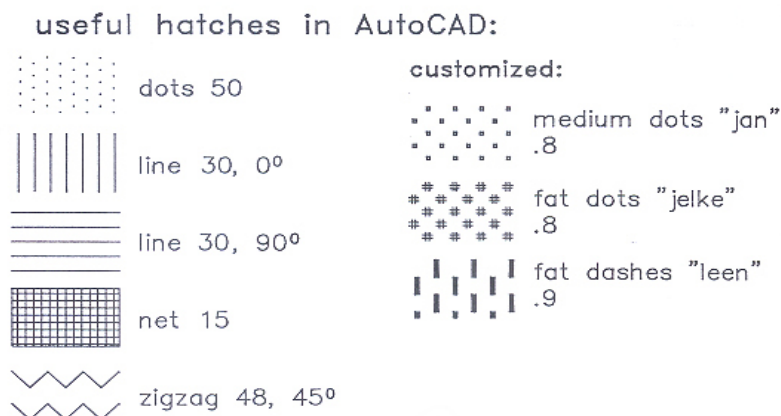 useful hatches in AutoCAD:
dots 50
line 30, 0º
line 30, 90º
net 15
zigzag 48, 45º
customized:
medium dots "jan"
.8
fat dots "jelke"
.8
fat dashes "leen"
.9